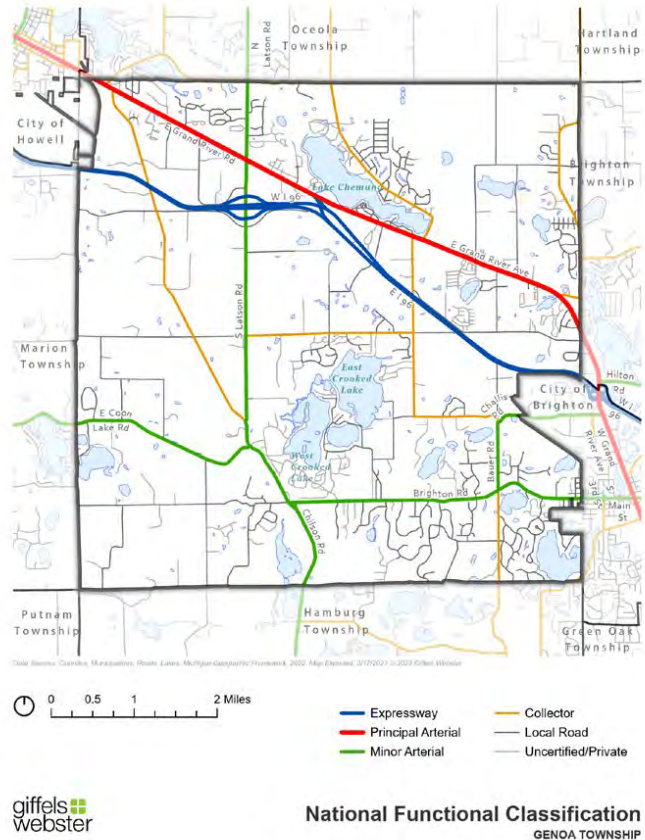 Oceola
Township
Hartland
Township
N
Latson Rd
City of
Howell
E Grand River Rd
Brighton
Township
Lake Chemung
W I 96
E Grand River Ave
E I 96
S Latson Rd
Marion
Township
East
Crooked
Lake
Hilton
Rd
City of
Brighton
W I
96
Challis
Rd
E Coon
Lake Rd
West
Crooked
Lake
Bauer Rd
W Grand
River Ave
3rd St
Brighton Rd
Main
St
Chilson Rd
Putnam
Township
Hamburg
Township
Green Oak
Township
0 0.5 1 2 Miles
Expressway
Principal Arterial
Minor Arterial
Collector
Local Road
Uncertified/Private
giffels
webster
National Functional Classification
GENOA TOWNSHIP